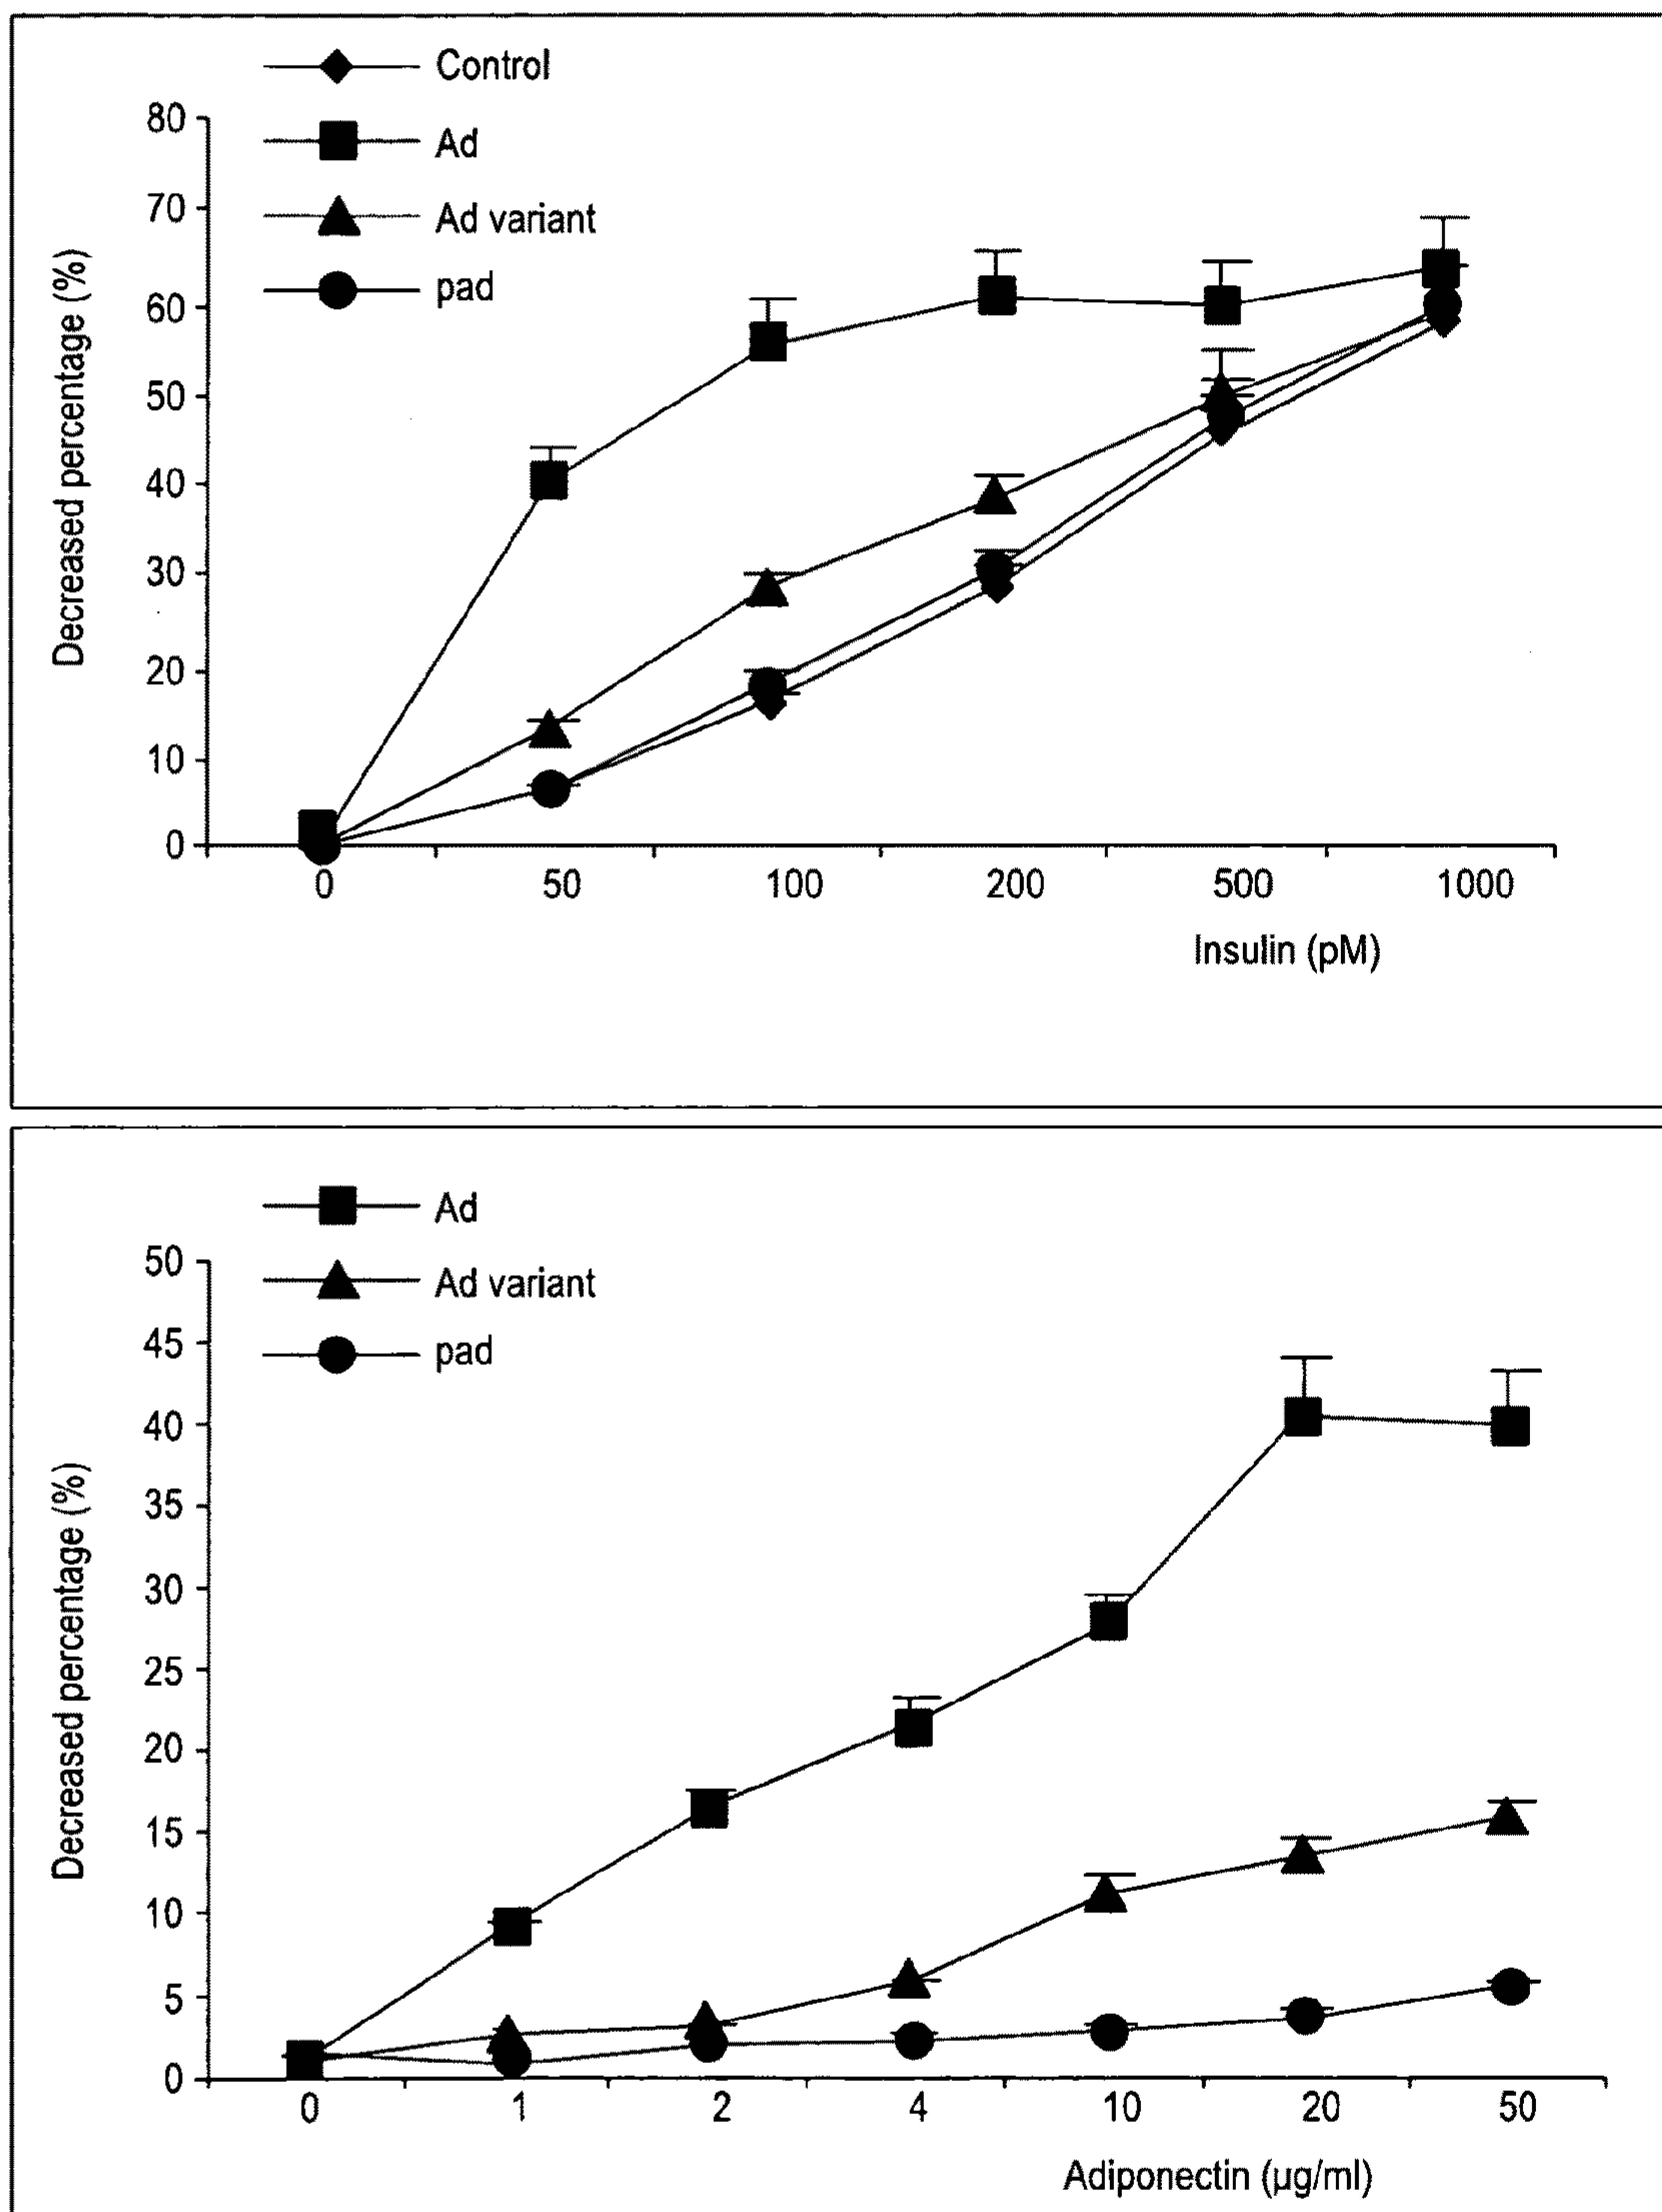 Control
Ad
Ad variant
pad
80
70
60
50
40
30
20
10
0
Decreased percentage (%)
0 50 100 200 500 1000
Insulin (pM)
Ad
Ad variant
pad
50
45
40
35
30
25
20
15
10
5
0
Decreased percentage (%)
0 1 2 4 10 20 50
Adiponectin (µg/ml)